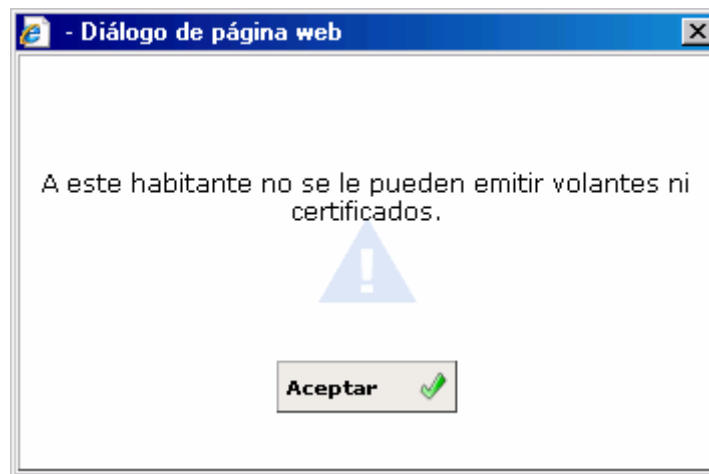 - Diálogo de página web
A este habitante no se le pueden emitir volantes ni
certificados.
Aceptar